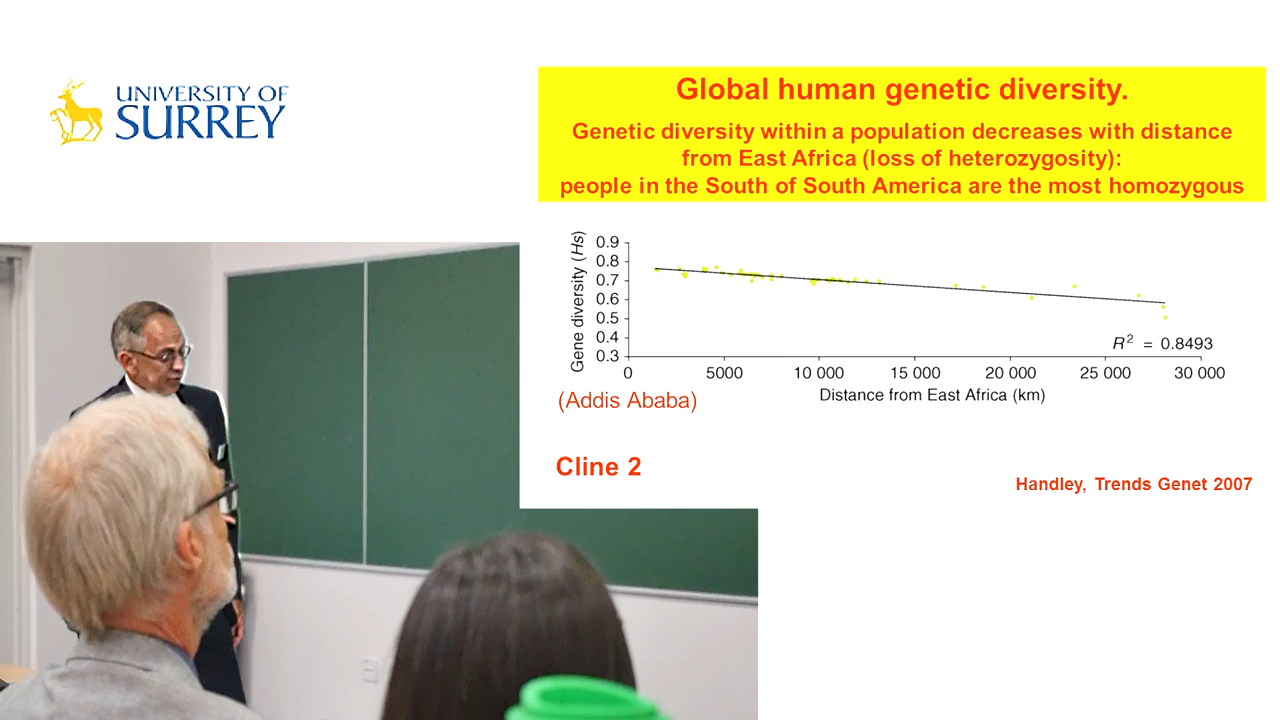 UNIVERSITY OF
SURREY
Global human genetic diversity.
Genetic diversity within a population decreases with distance
from East Africa (loss of heterozygosity):
people in the South of South America are the most homozygous
Gene diversity (Hs)
0.9
0.8
0.7
0.6
0.5
0.4
0.3
R² = 0.8493
0 5000 10 000 15 000 20 000 25 000 30 000
Distance from East Africa (km)
(Addis Ababa)
Cline 2
Handley, Trends Genet 2007